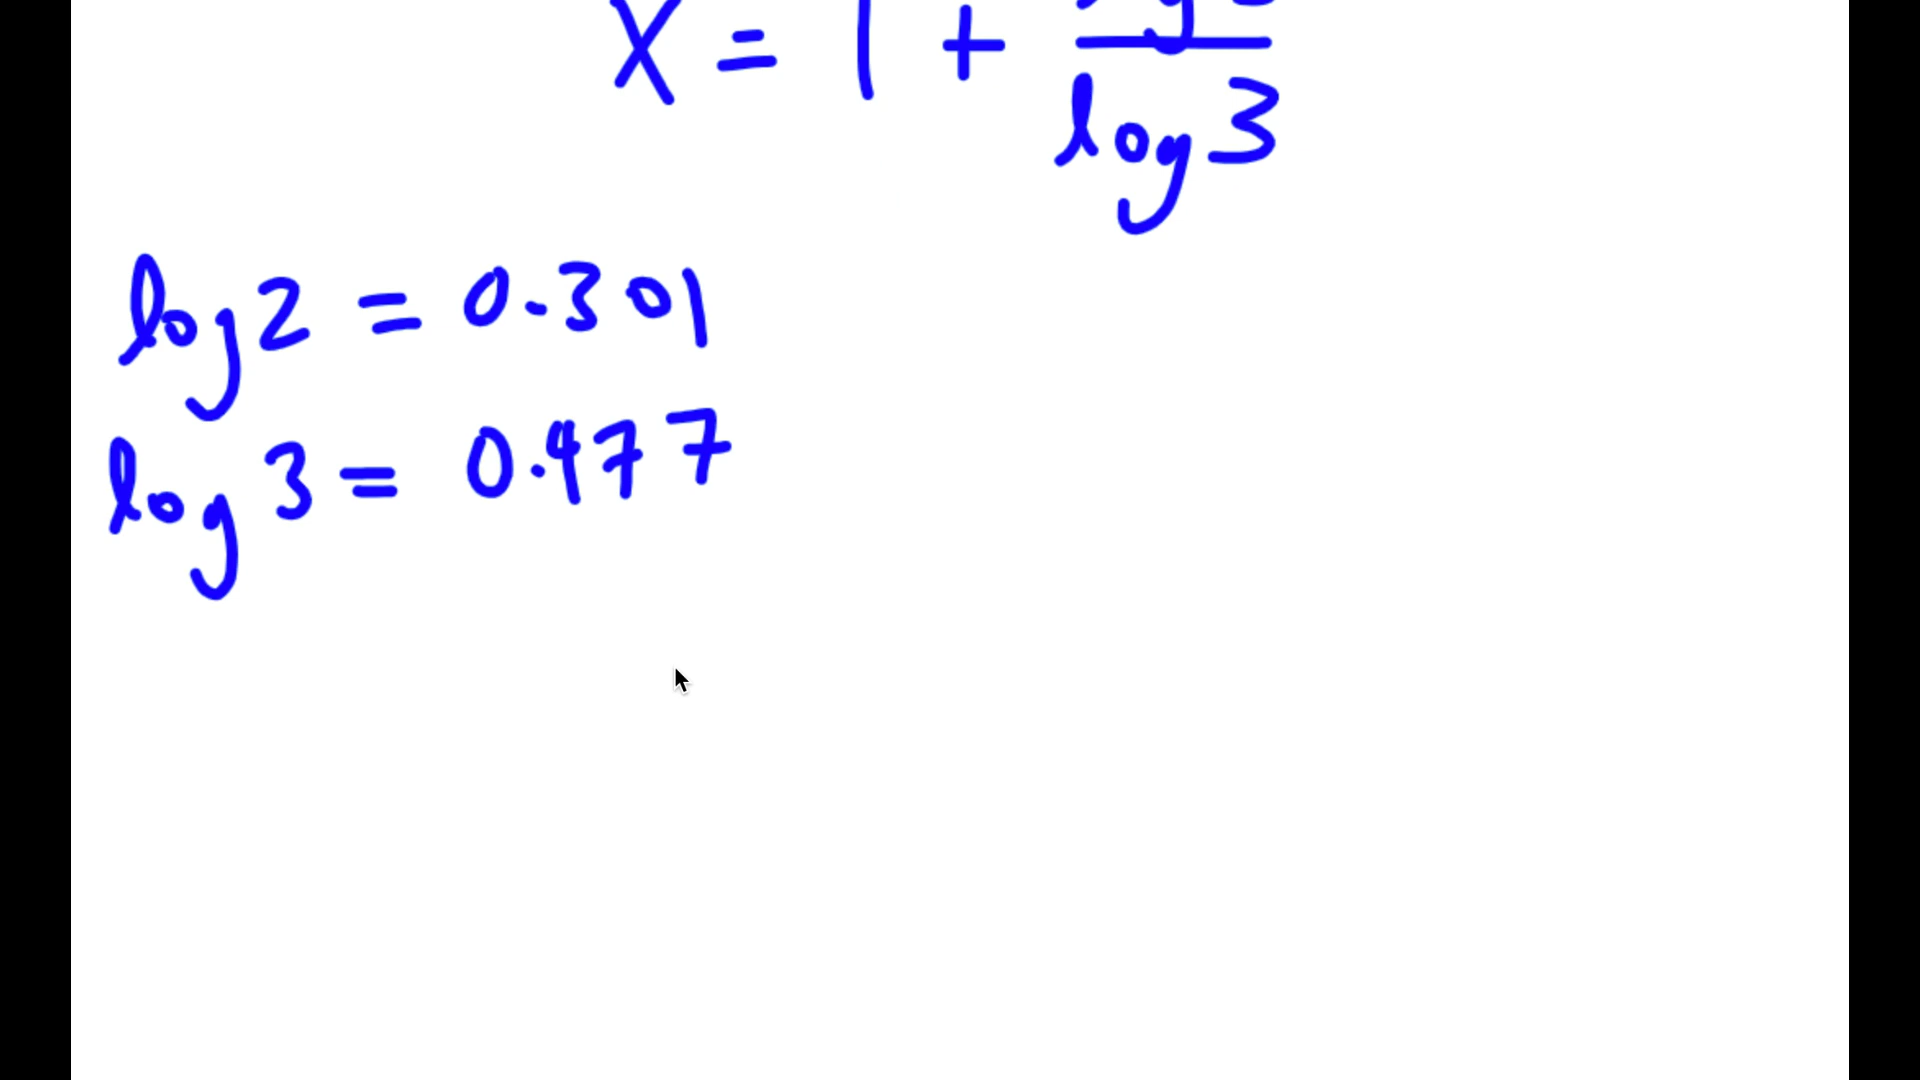 X = 1 +
log 3
log 2 = 0.301
log 3 = 0.477